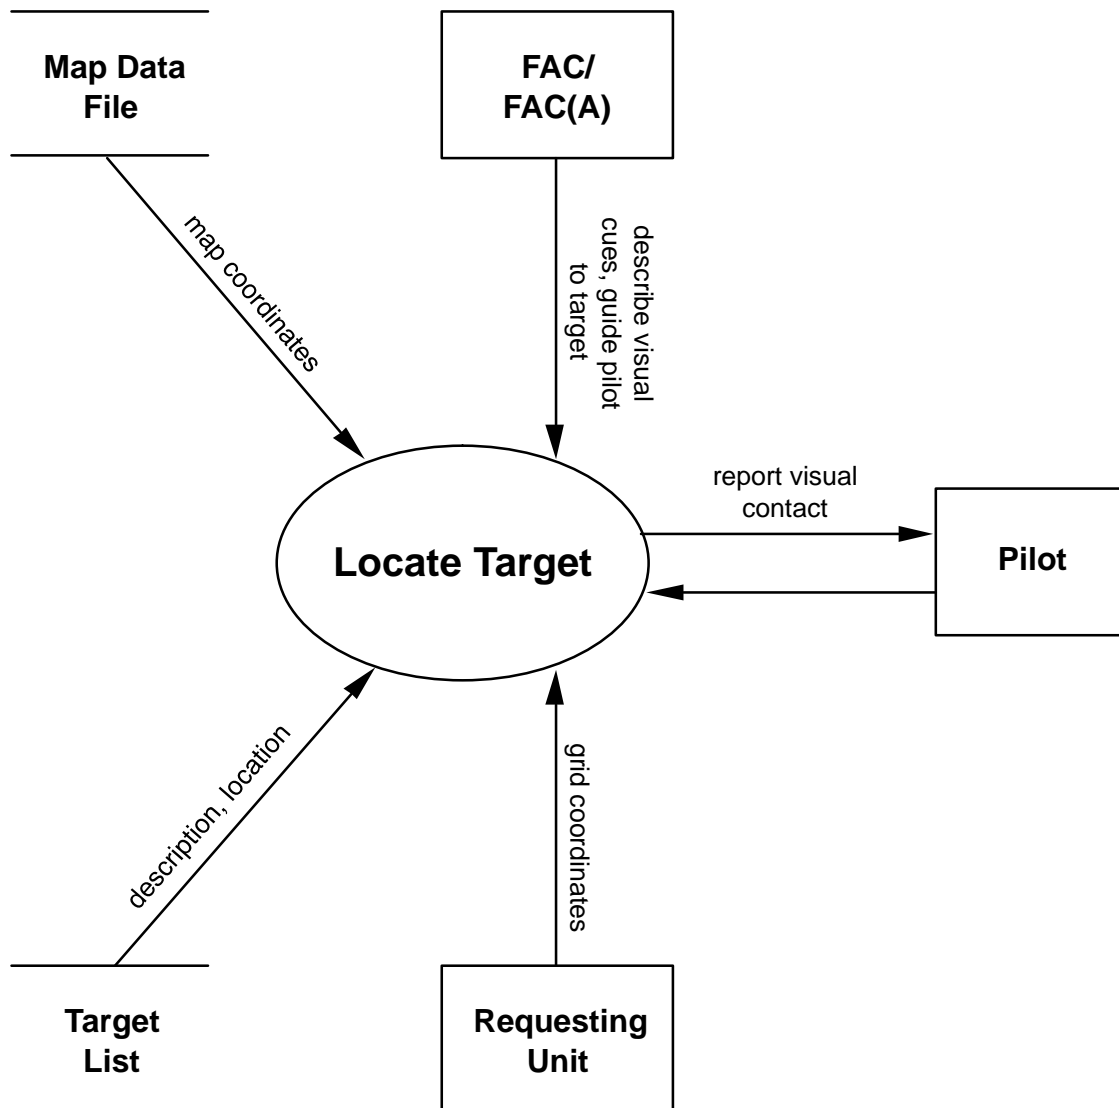 Map Data
File
FAC/
FAC(A)
map coordinates
describe visual
cues, guide pilot
to target
report visual
contact
Locate Target
Pilot
description, location
grid coordinates
Target
List
Requesting
Unit